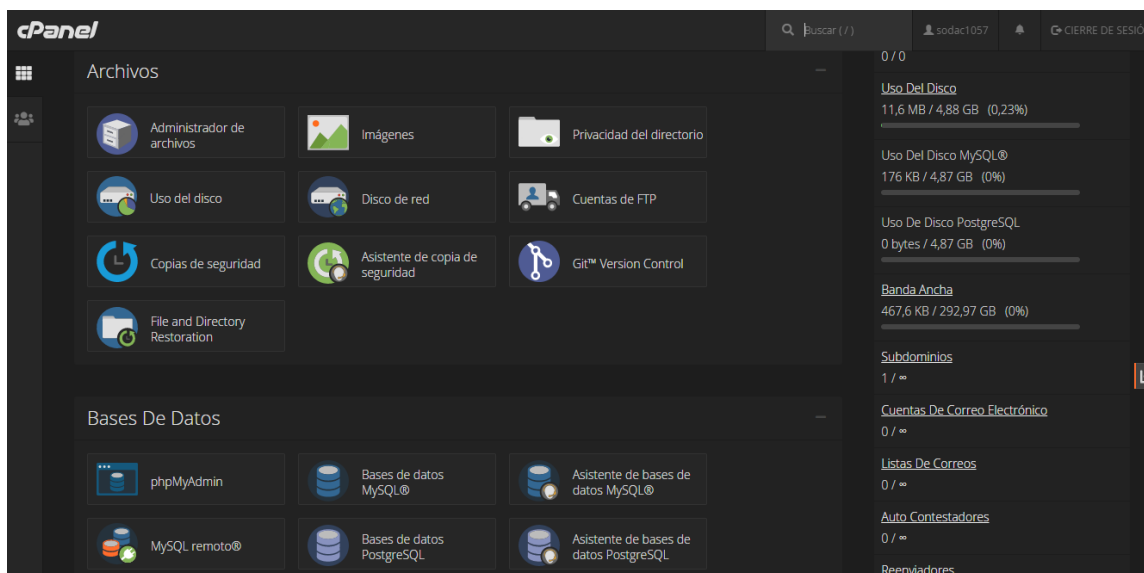 cPanel
Buscar ( / )
sodac1057
CIERRE DE SESIÓ
Archivos
Administrador de
archivos
Imágenes
Privacidad del directorio
Uso del disco
Disco de red
Cuentas de FTP
Copias de seguridad
Asistente de copia de
seguridad
Git™ Version Control
File and Directory
Restoration
Bases De Datos
phpMyAdmin
Bases de datos
MySQL®
Asistente de bases de
datos MySQL®
MySQL remoto®
Bases de datos
PostgreSQL
Asistente de bases de
datos PostgreSQL
0 / 0
Uso Del Disco
11,6 MB / 4,88 GB (0,23%)
Uso Del Disco MySQL®
176 KB / 4,87 GB (0%)
Uso De Disco PostgreSQL
0 bytes / 4,87 GB (0%)
Banda Ancha
467,6 KB / 292,97 GB (0%)
Subdominios
1 / ∞
Cuentas De Correo Electrónico
0 / ∞
Listas De Correos
0 / ∞
Auto Contestadores
0 / ∞
Reenviadores